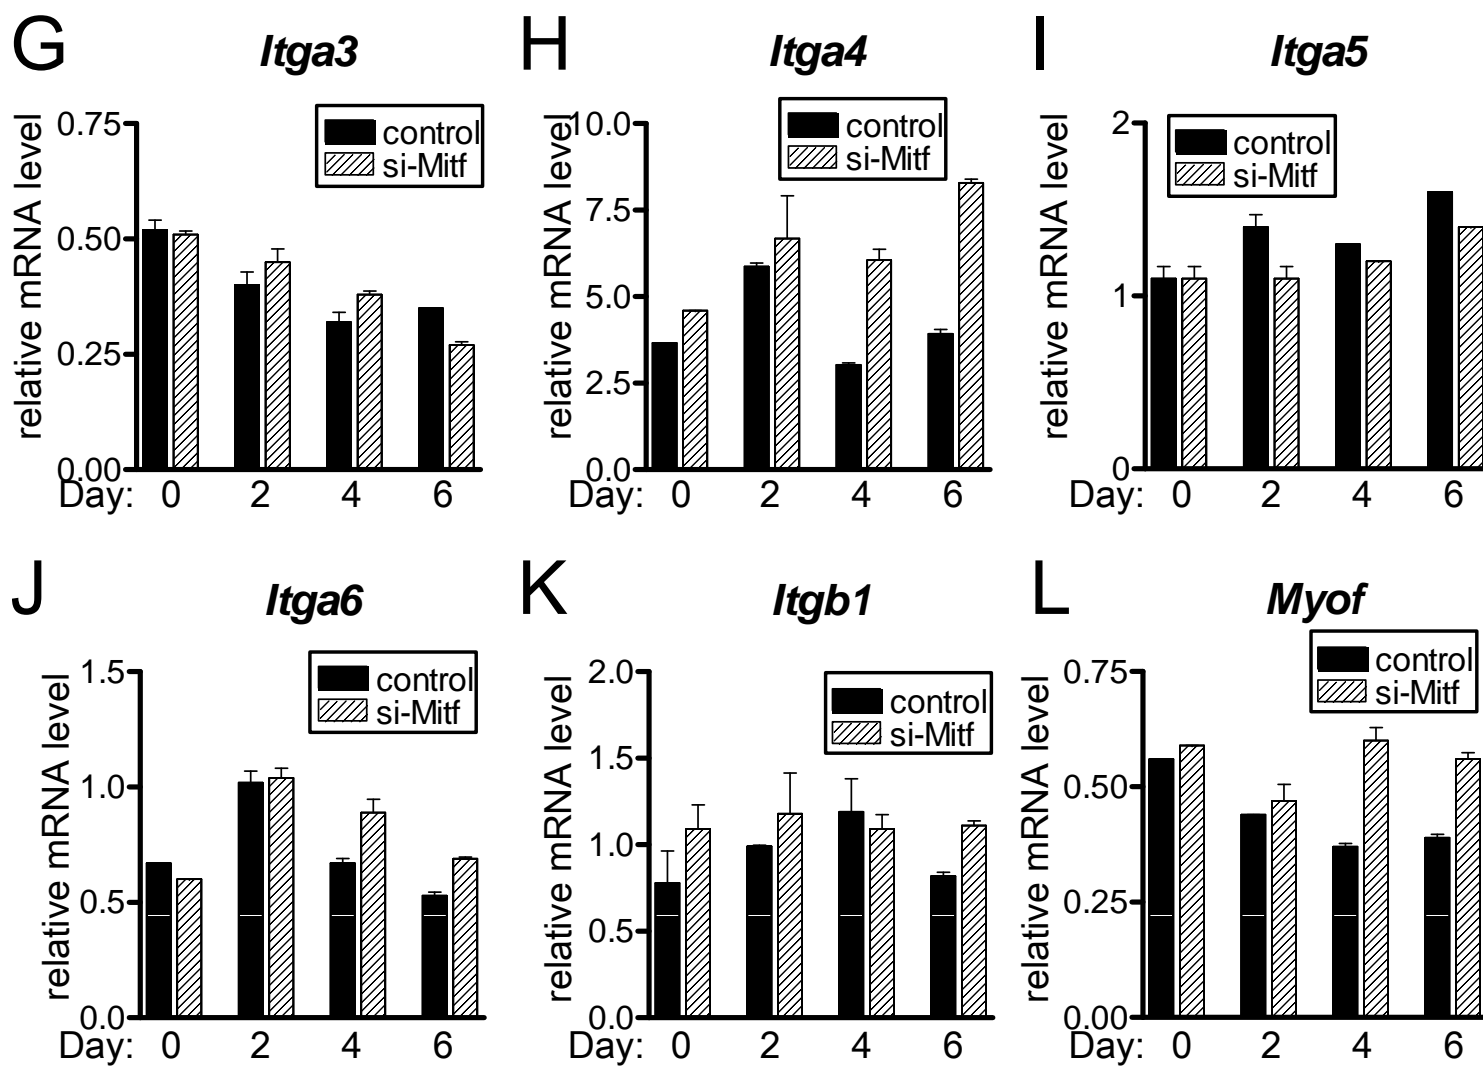 G
Itga3
relative mRNA level
0.75
0.50
0.25
0.00
control
si-Mitf
Day: 0 2 4 6
H
Itga4
relative mRNA level
10.0
7.5
5.0
2.5
0.0
control
si-Mitf
Day: 0 2 4 6
I
Itga5
relative mRNA level
2
1
0
control
si-Mitf
Day: 0 2 4 6
J
Itga6
relative mRNA level
1.5
1.0
0.5
0.0
control
si-Mitf
Day: 0 2 4 6
K
Itgb1
relative mRNA level
2.0
1.5
1.0
0.5
0.0
control
si-Mitf
Day: 0 2 4 6
L
Myof
relative mRNA level
0.75
0.50
0.25
0.00
control
si-Mitf
Day: 0 2 4 6